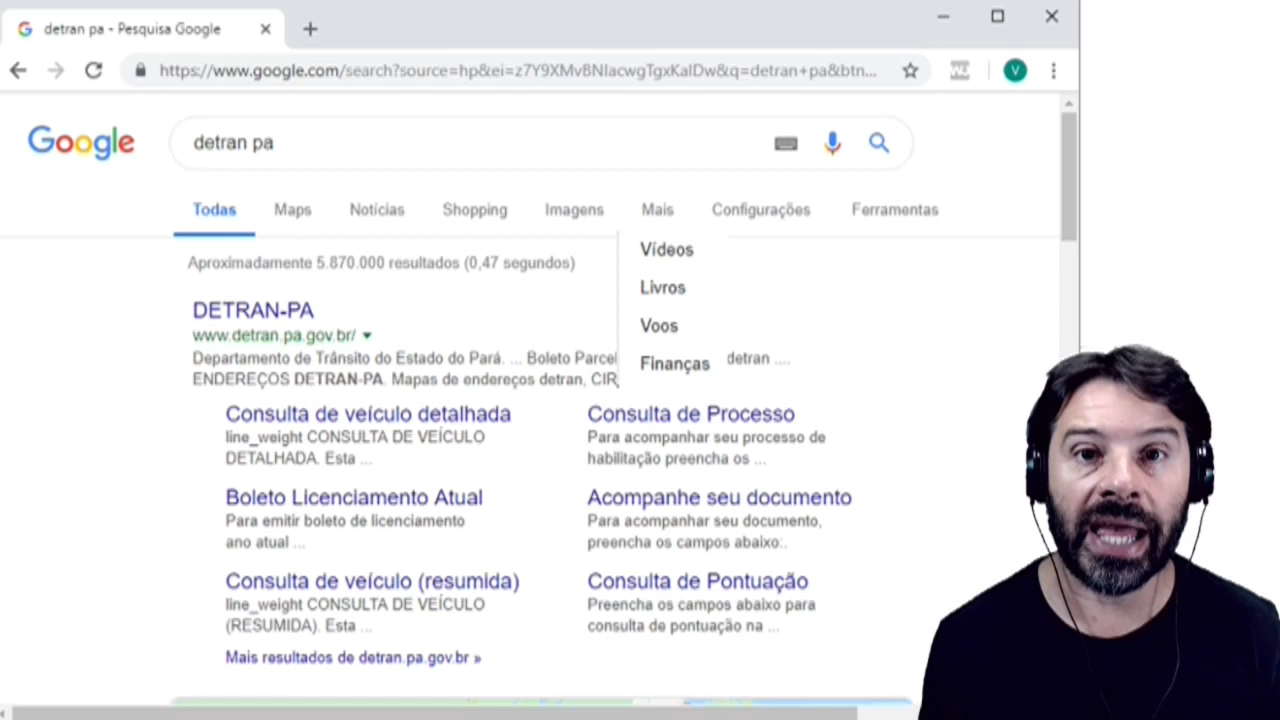 detran pa - Pesquisa Google
https://www.google.com/search?source=hp&ei=z7Y9XMvBNIacwgTgxKalDw&q=detran+pa&btn...
V
Google
detran pa
Todas Maps Notícias Shopping Imagens Mais Configurações Ferramentas
Vídeos
Livros
Voos
Finanças
Aproximadamente 5.870.000 resultados (0,47 segundos)
DETRAN-PA
www.detran.pa.gov.br/
Departamento de Trânsito do Estado do Pará. ... Boleto Parcel detran ....
ENDEREÇOS DETRAN-PA. Mapas de endereços detran, CIR
Consulta de veículo detalhada
line_weight CONSULTA DE VEÍCULO
DETALHADA. Esta ...
Consulta de Processo
Para acompanhar seu processo de
habilitação preencha os ...
Boleto Licenciamento Atual
Para emitir boleto de licenciamento
ano atual ...
Acompanhe seu documento
Para acompanhar seu documento,
preencha os campos abaixo:.
Consulta de veículo (resumida)
line_weight CONSULTA DE VEÍCULO
(RESUMIDA). Esta ...
Consulta de Pontuação
Preencha os campos abaixo para
consulta de pontuação na ...
Mais resultados de detran.pa.gov.br »